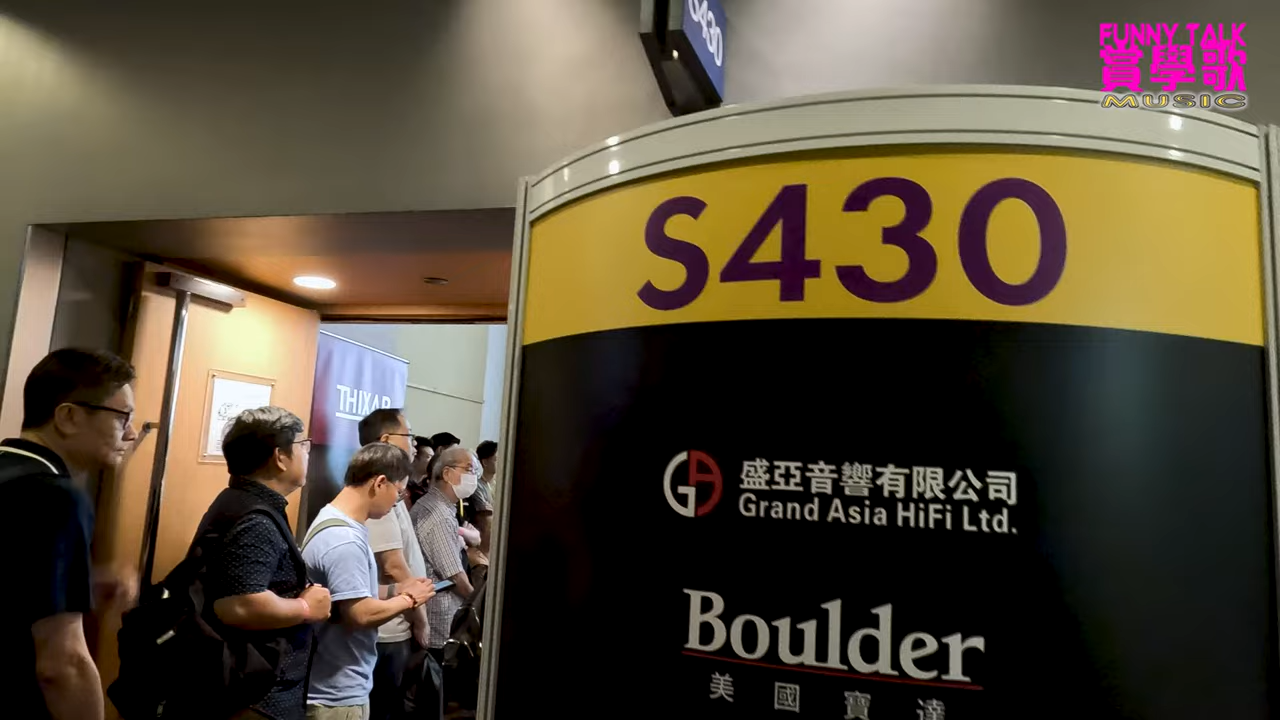 S430
FUNNY TALK
賞學歌
MUSIC
S430
THIXAR
GA
盛亞音響有限公司
Grand Asia HiFi Ltd.
Boulder
美國寶達